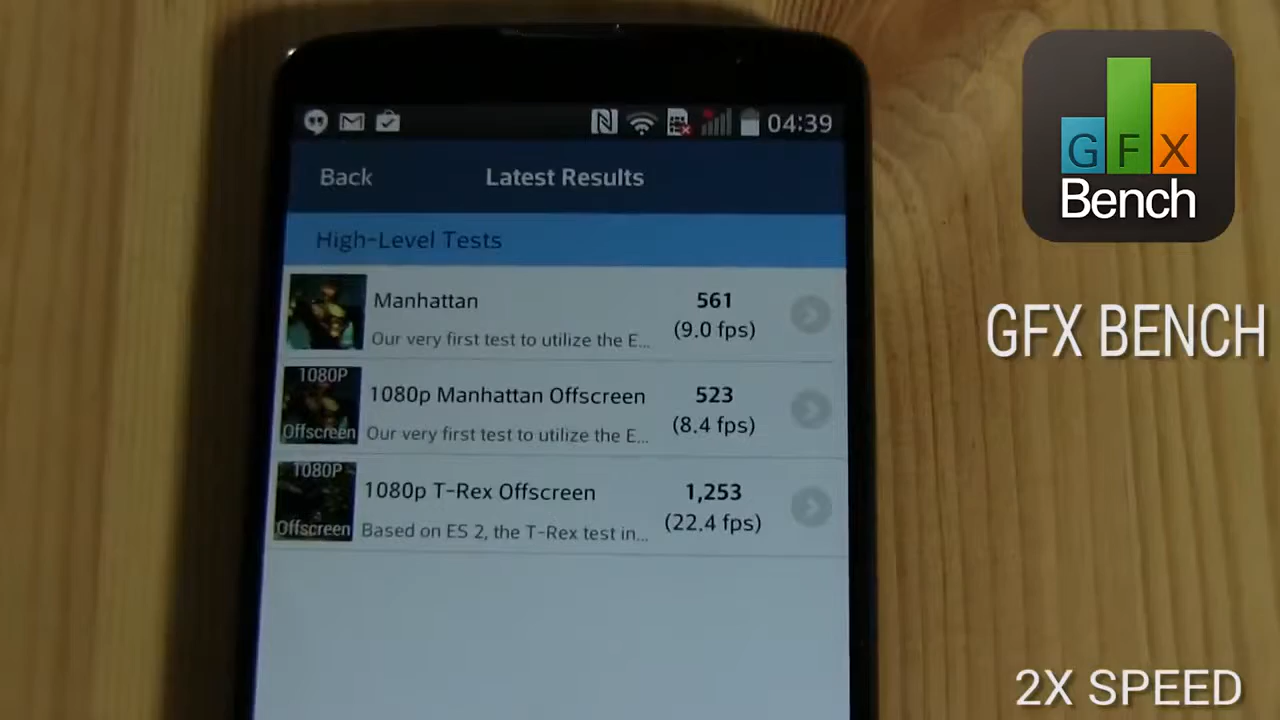 04:39
Back
Latest Results
High-Level Tests
Manhattan
561
Our very first test to utilize the E...
(9.0 fps)
1080P
Offscreen
1080p Manhattan Offscreen
523
Our very first test to utilize the E...
(8.4 fps)
1080P
Offscreen
1080p T-Rex Offscreen
1,253
Based on ES 2, the T-Rex test in...
(22.4 fps)
G F X
Bench
GFX BENCH
2X SPEED